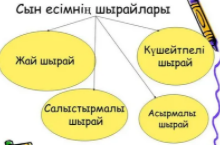 Сын есімнің шырайлары
Жай шырай
Күшейтпелі
шырай
Салыстырмалы
шырай
Асырмалы
шырай